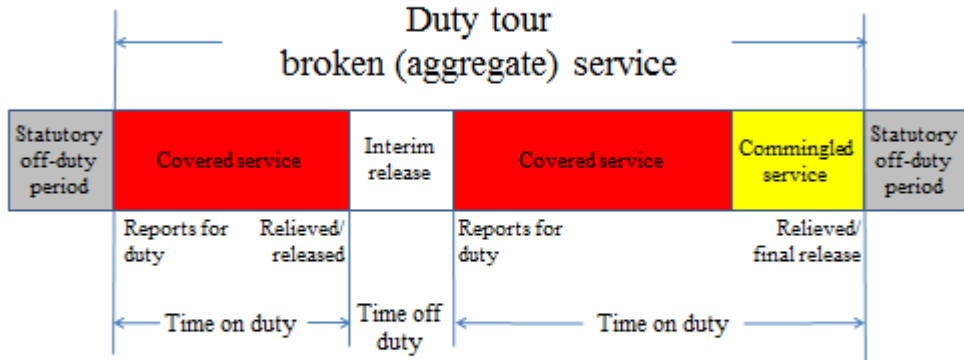 Duty tour
broken (aggregate) service
Statutory
off-duty
period
Covered service
Interim
release
Covered service
Commingled
service
Statutory
off-duty
period
Reports for
duty
Relieved/
released
Reports for
duty
Relieved/
final release
Time on duty
Time off
duty
Time on duty